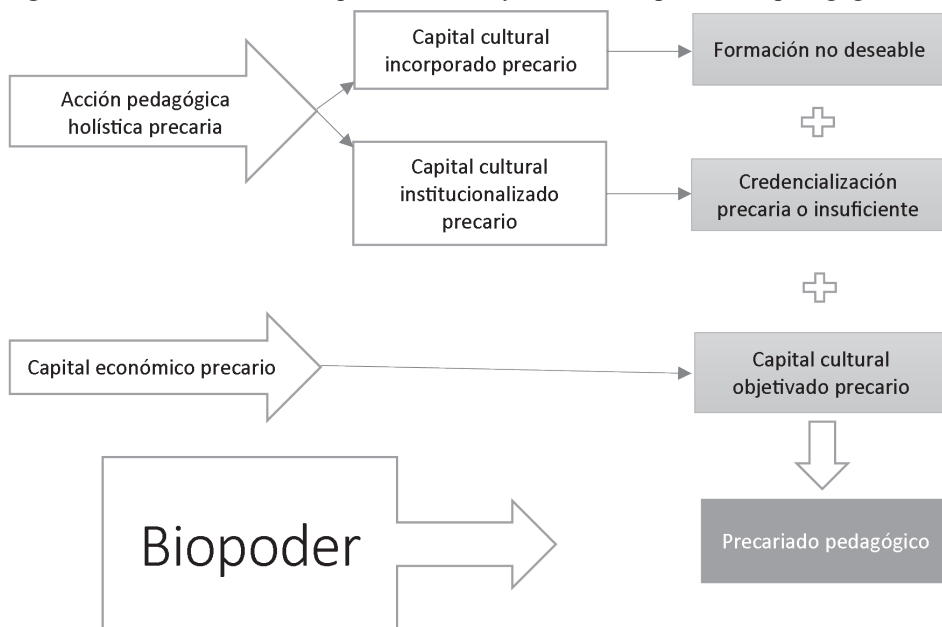 Capital cultural
incorporado precario
Formación no deseable
Acción pedagógica
holística precaria
Capital cultural
institucionalizado
precario
Credencialización
precaria o insuficiente
Capital económico precario
Capital cultural
objetivado precario
Biopoder
Precariado pedagógico